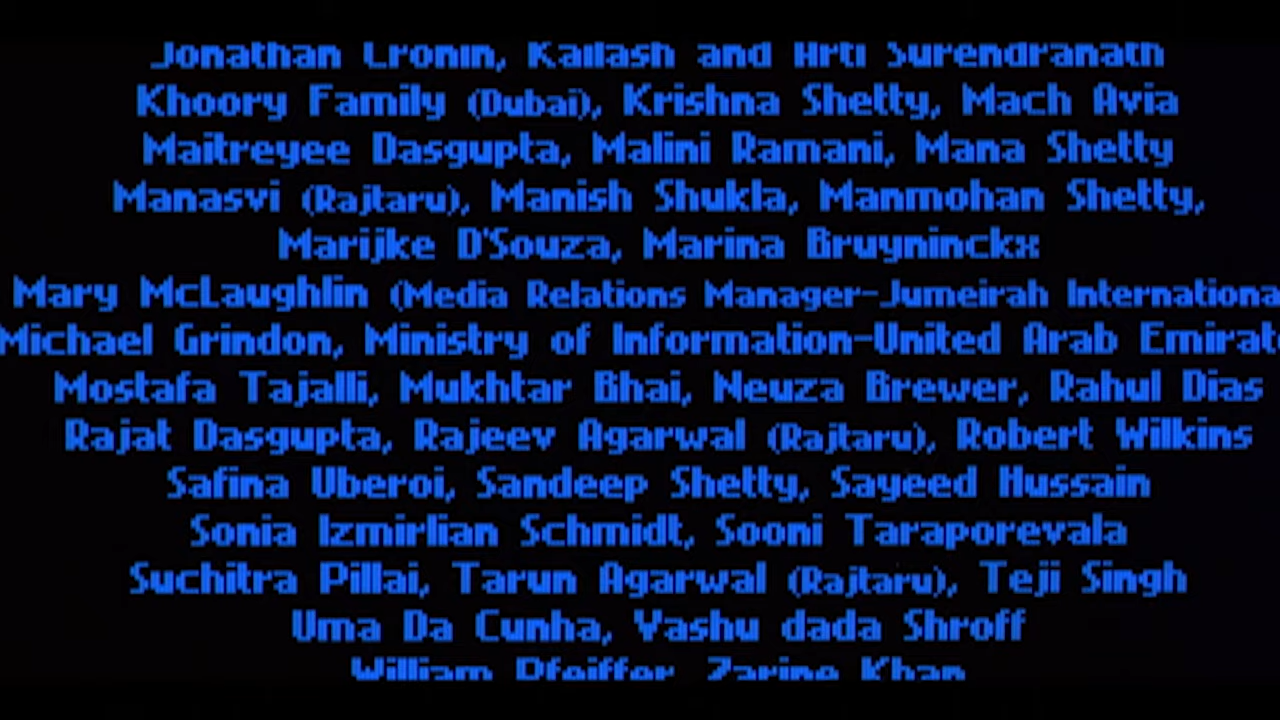 Jonathan Cronin, Kailash and Arti Surendranath
Khoory Family (Dubai), Krishna Shetty, Mach Avia
Maitreyee Dasgupta, Malini Ramani, Mana Shetty
Manasvi (Rajtaru), Manish Shukla, Manmohan Shetty,
Marijke D'Souza, Marina Bruyninckx
Mary McLaughlin (Media Relations Manager-Jumeirah Internationa
Michael Grindon, Ministry of Information-United Arab Emirat
Mostafa Tajalli, Mukhtar Bhai, Neuza Brewer, Rahul Dias
Rajat Dasgupta, Rajeev Agarwal (Rajtaru), Robert Wilkins
Safina Uberoi, Sandeep Shetty, Sayeed Hussain
Sonia Izmirlian Schmidt, Sooni Taraporevala
Suchitra Pillai, Tarun Agarwal (Rajtaru), Teji Singh
Uma Da Cunha, Vashu dada Shroff
William Pfeiffer, Zarine Khan